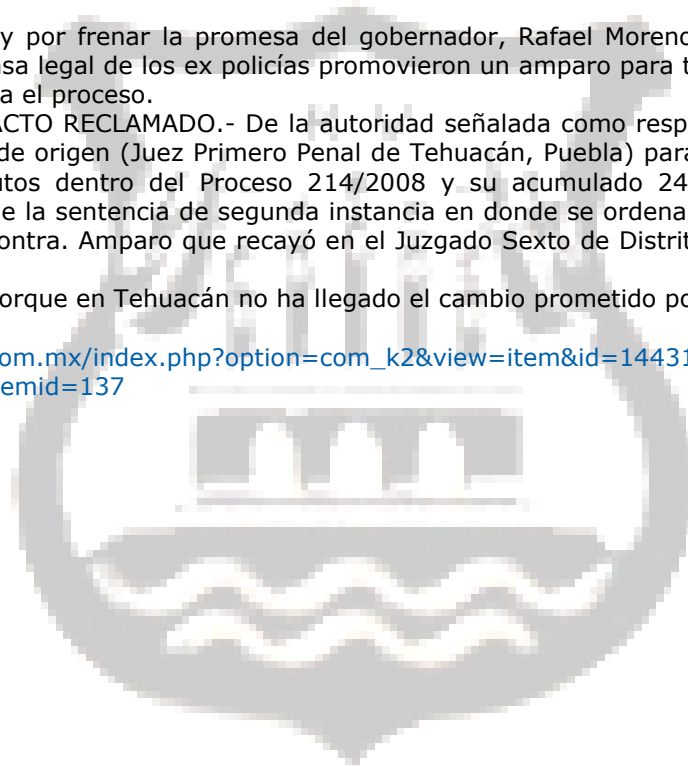 y por frenar la promesa del gobernador, Rafael Moreno
sa legal de los ex policías promovieron un amparo para t
a el proceso.
ACTO RECLAMADO.- De la autoridad señalada como resp
de origen (Juez Primero Penal de Tehuacán, Puebla) para
utos dentro del Proceso 214/2008 y su acumulado 24
e la sentencia de segunda instancia en donde se ordena
ontra. Amparo que recayó en el Juzgado Sexto de Distrit
orque en Tehuacán no ha llegado el cambio prometido po
om.mx/index.php?option=com_k2&view=item&id=14431
emid=137